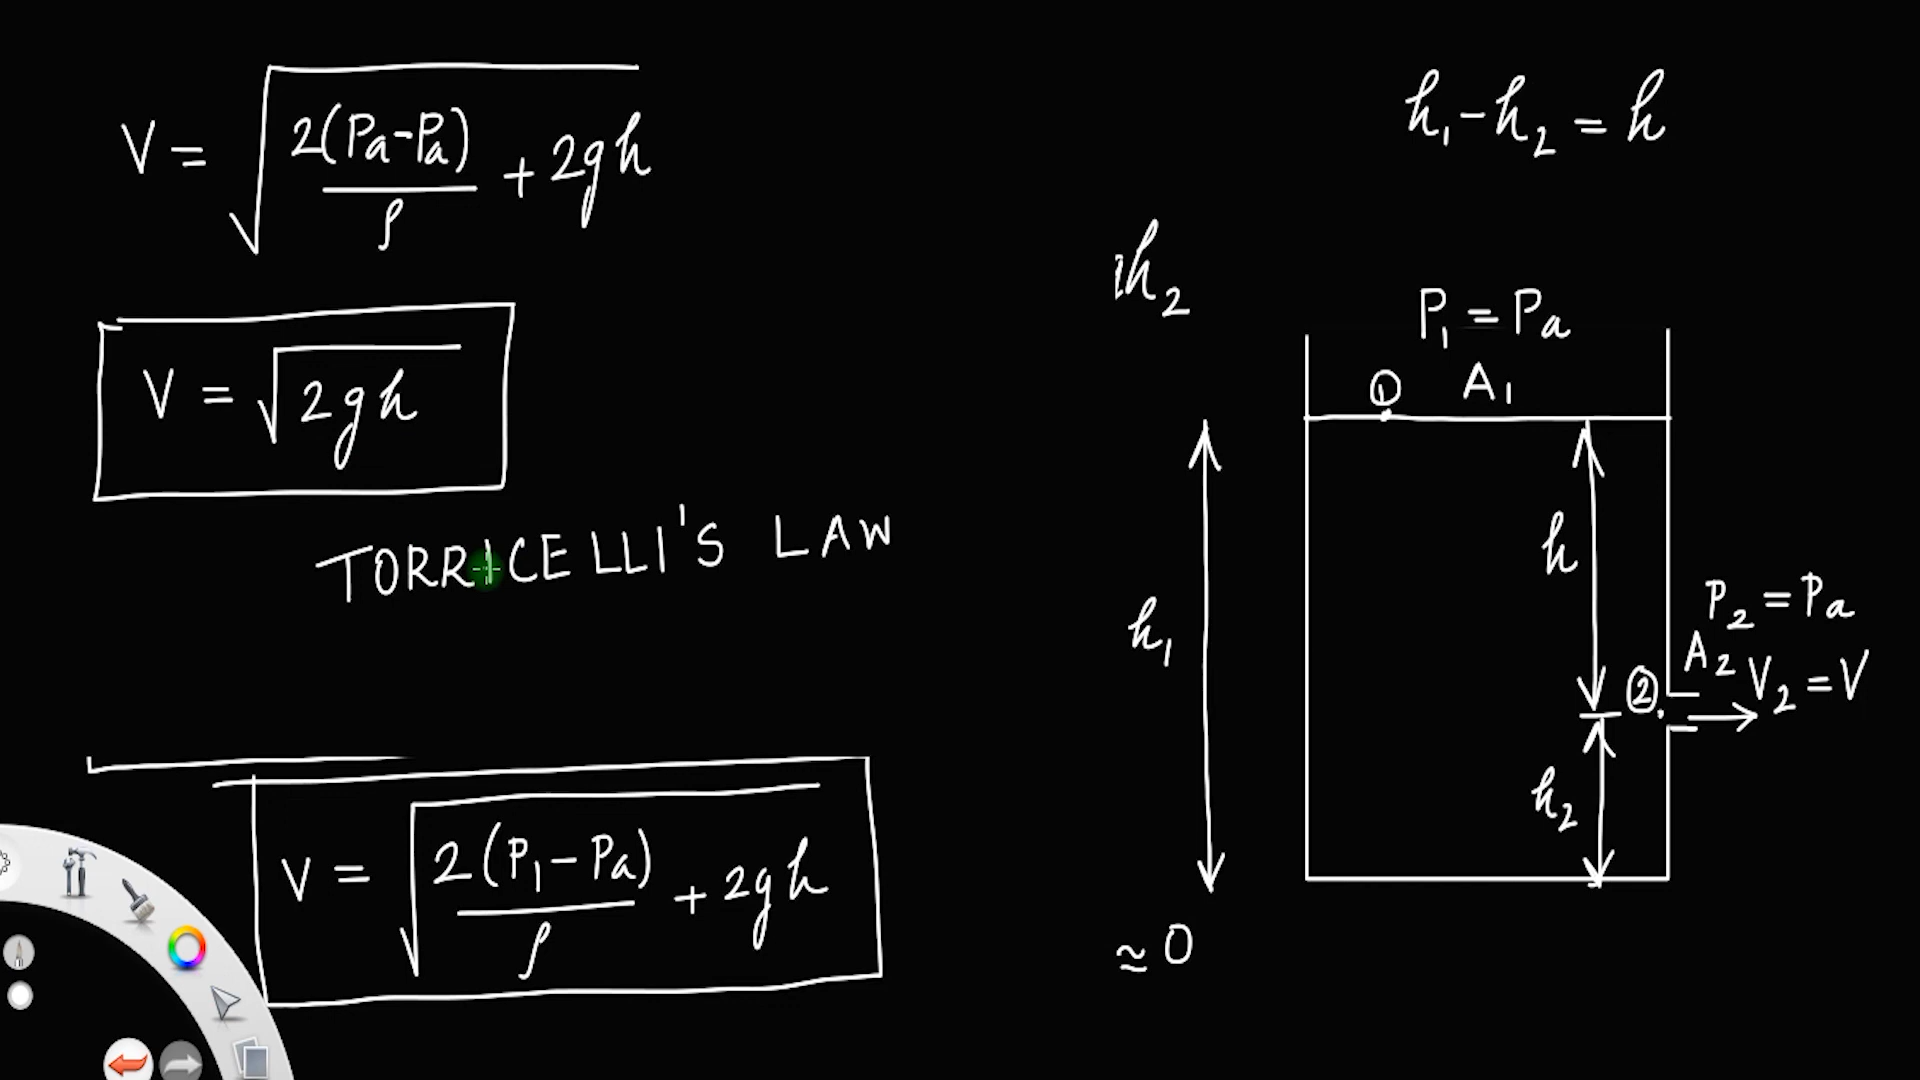 V = √(2(Pa-Pa)/ρ + 2gh)
V = √2gh
TORRICELLI'S LAW
V = √(2(P₁-Pa)/ρ + 2gh)
h₁-h₂ = h
h₂
P₁ = Pa
① A₁
h
h₁
P₂ = Pa
A₂
② V₂ = V
h₂
≈ 0